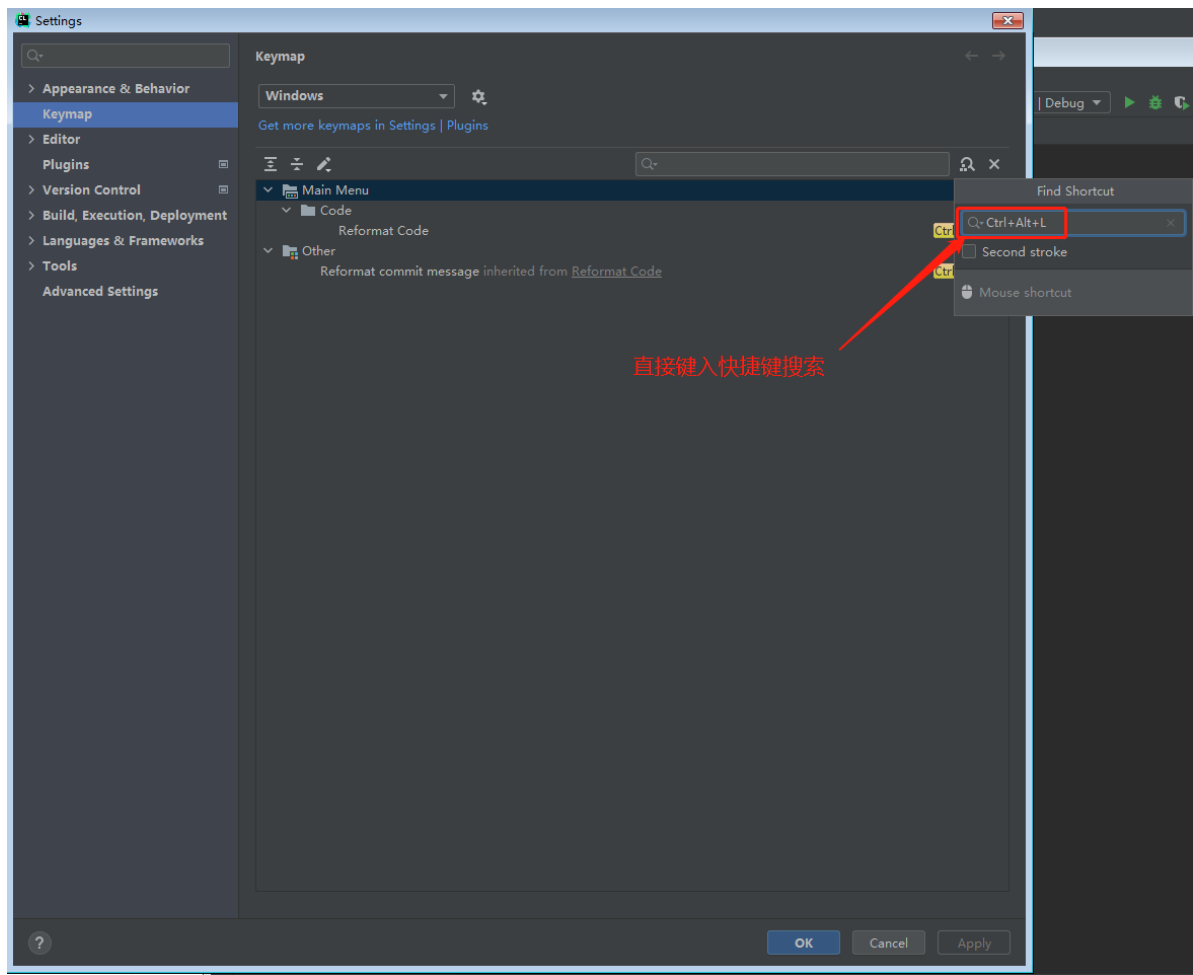 Settings
Keymap
Appearance & Behavior
Keymap
Editor
Plugins
Version Control
Build, Execution, Deployment
Languages & Frameworks
Tools
Advanced Settings
Windows
Get more keymaps in Settings | Plugins
Main Menu
Code
Reformat Code
Ctrl
Other
Reformat commit message inherited from Reformat Code
Ctrl
| Debug
Find Shortcut
Ctrl+Alt+L
Second stroke
Mouse shortcut
直接键入快捷键搜索
?
OK
Cancel
Apply